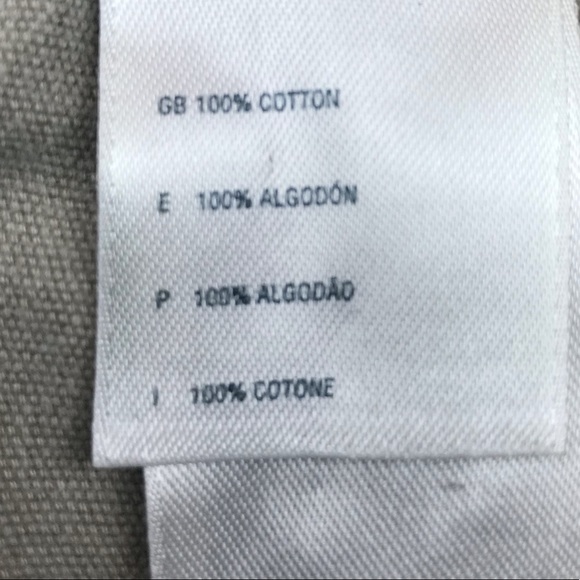 GB 100% COTTON
E 100% ALGODÓN
P 100% ALGODÃO
I 100% COTONE